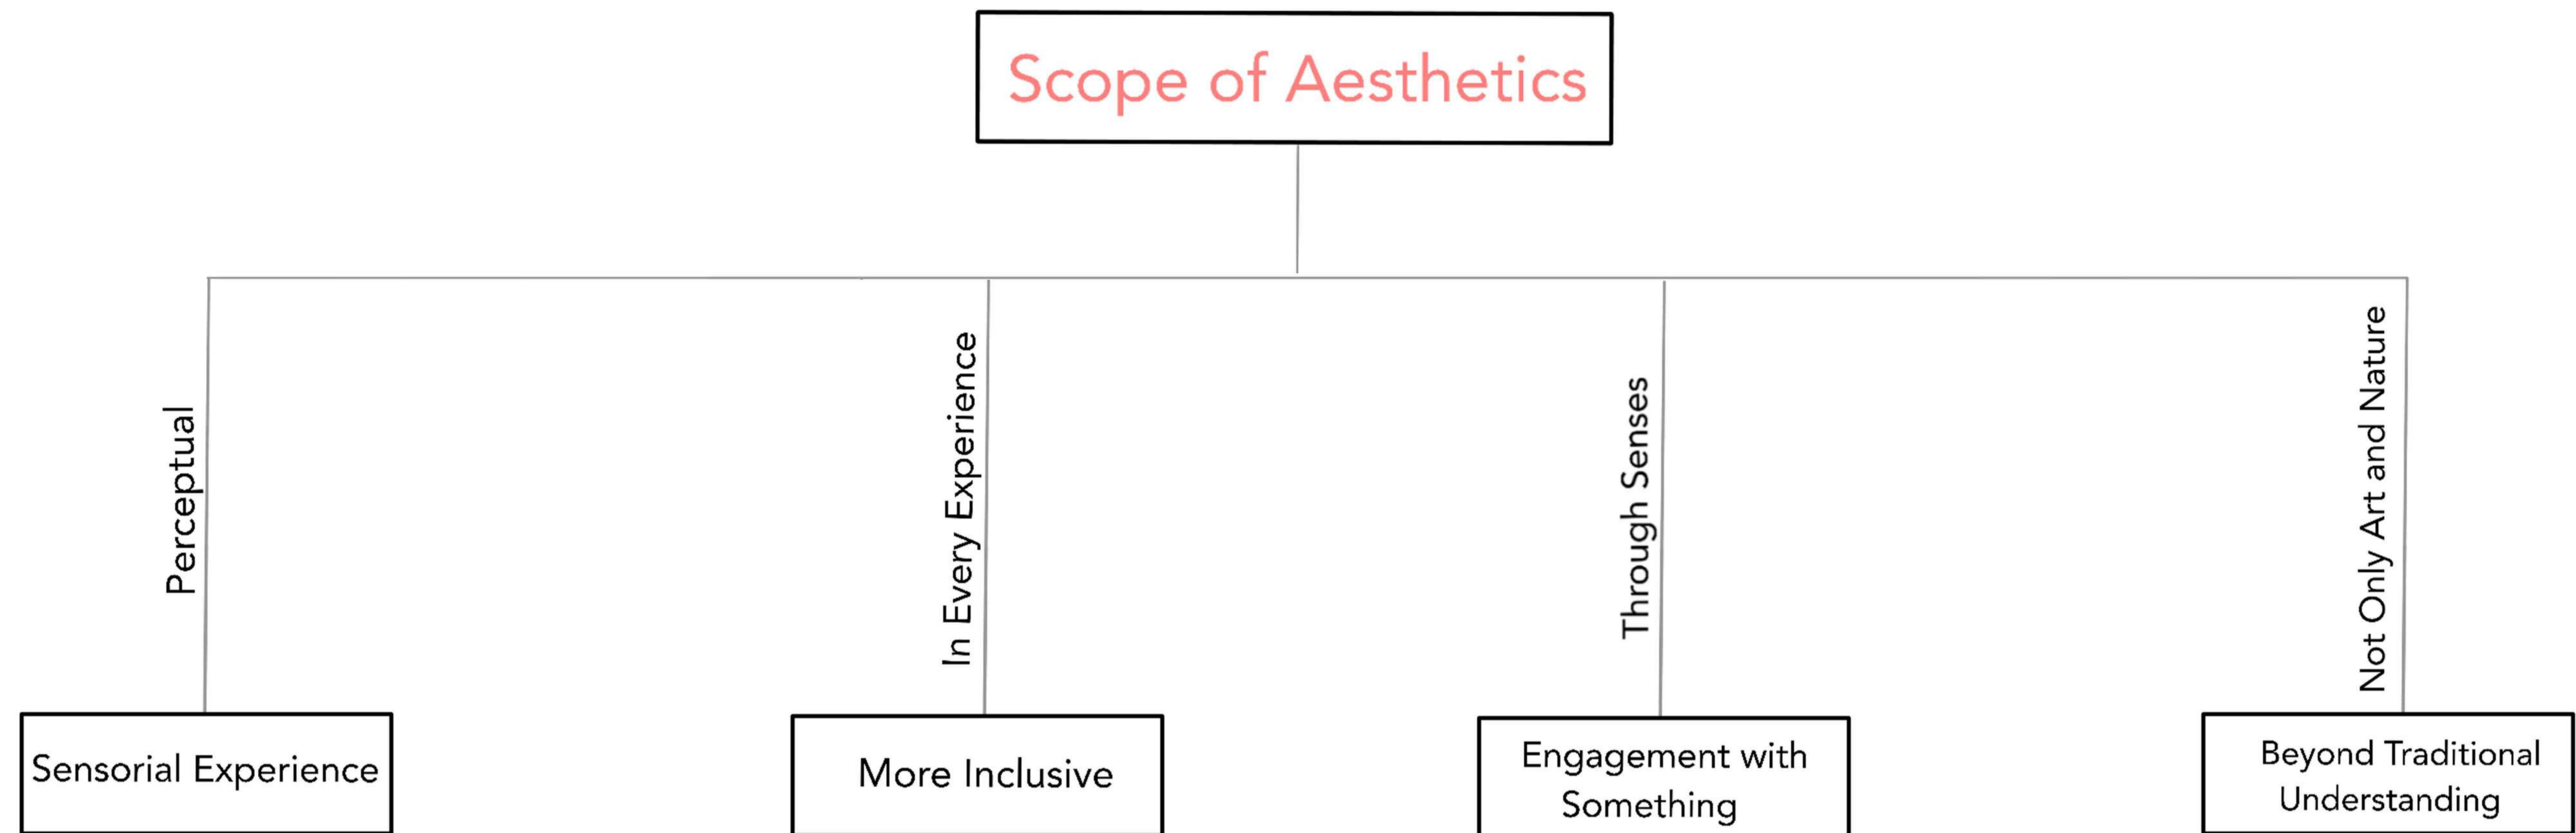 Scope of Aesthetics
Perceptual
In Every Experience
Through Senses
Not Only Art and Nature
Sensorial Experience
More Inclusive
Engagement with
Something
Beyond Traditional
Understanding